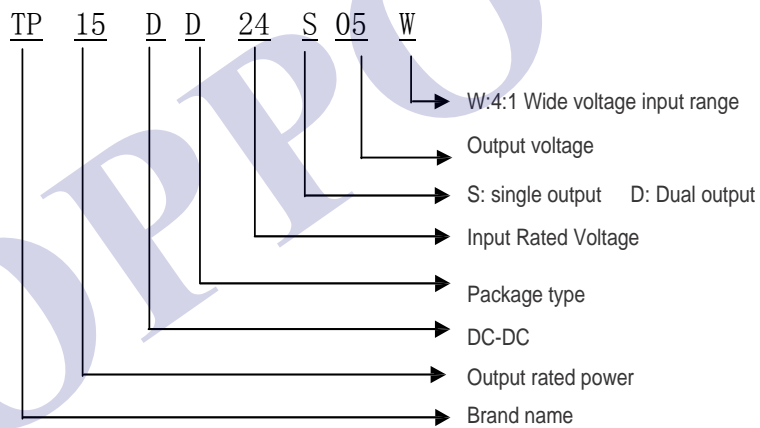 TP 15 D D 24 S 05 W
W:4:1 Wide voltage input range
Output voltage
S: single output D: Dual output
Input Rated Voltage
Package type
DC-DC
Output rated power
Brand name
OPPO